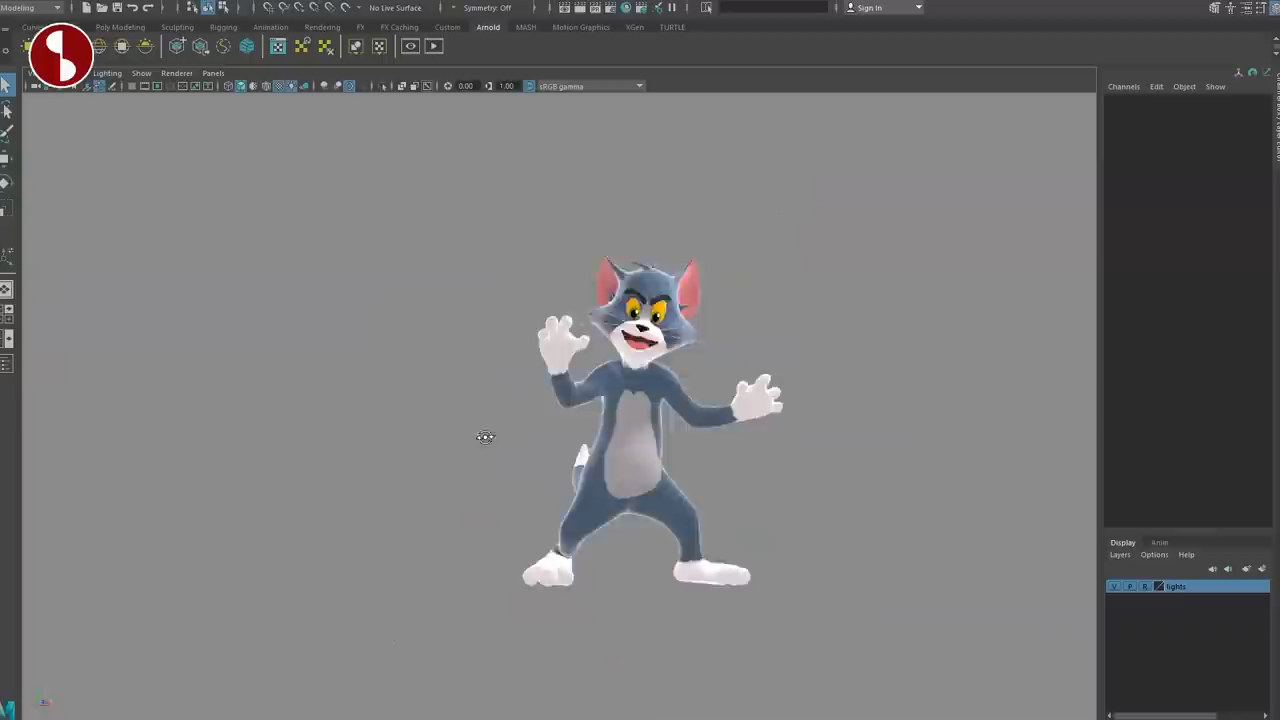 Modeling
No Live Surface
Symmetry: Off
Sign In
Poly Modeling Sculpting Rigging Animation Rendering FX FX Caching Custom Arnold MASH Motion Graphics XGen TURTLE
Lighting Show Renderer Panels
0.00 1.00 sRGB gamma
Channels Edit Object Show
Display Anim
Layers Options Help
V P R lights